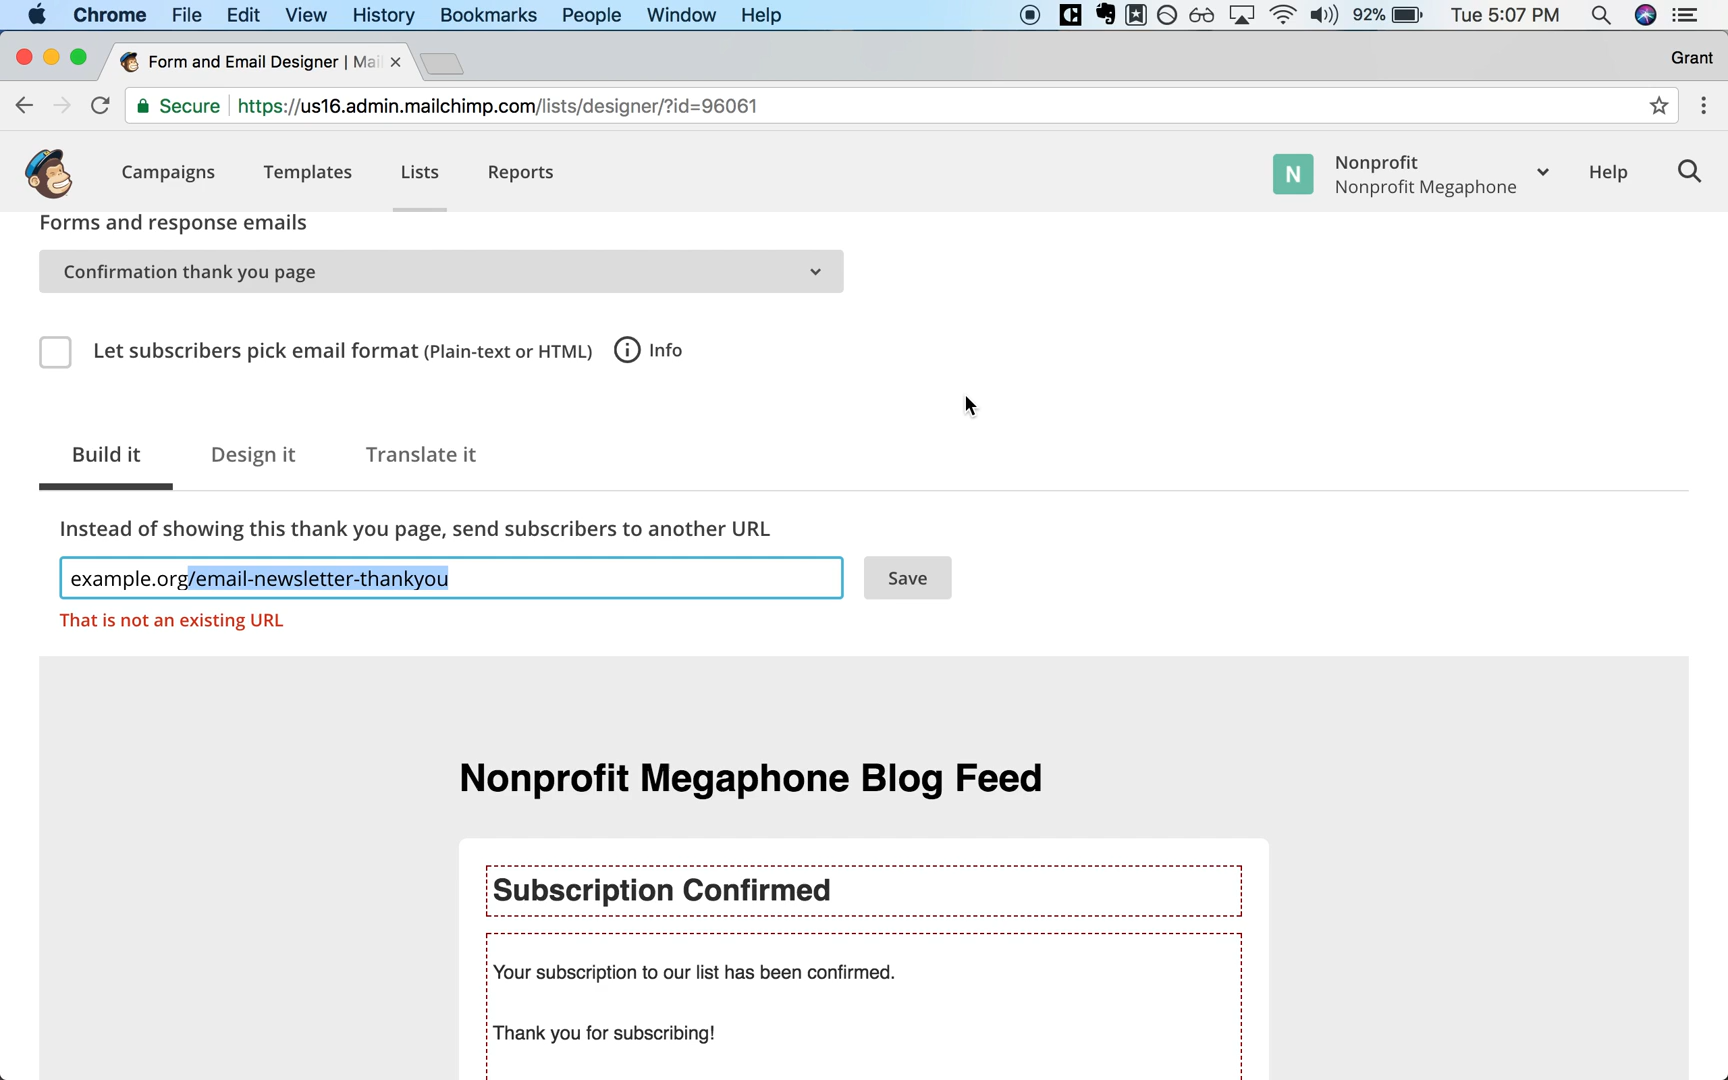 Chrome File Edit View History Bookmarks People Window Help 92% Tue 5:07 PM
Form and Email Designer | Mai Grant
Secure https://us16.admin.mailchimp.com/lists/designer/?id=96061
Campaigns Templates Lists Reports N Nonprofit Help
Nonprofit Megaphone
Forms and response emails
Confirmation thank you page
Let subscribers pick email format (Plain-text or HTML) Info
Build it Design it Translate it
Instead of showing this thank you page, send subscribers to another URL
example.org/email-newsletter-thankyou Save
That is not an existing URL
Nonprofit Megaphone Blog Feed
Subscription Confirmed
Your subscription to our list has been confirmed.
Thank you for subscribing!